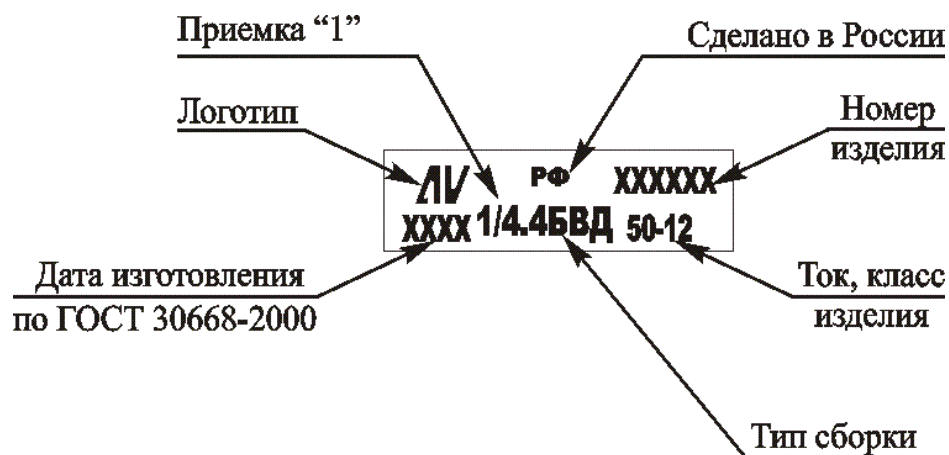 Приемка “1”
Сделано в России
Логотип
Номер
изделия
РФ
XXXXXX
XXXX 1/4.4БВД 50-12
Дата изготовления
по ГОСТ 30668-2000
Ток, класс
изделия
Тип сборки